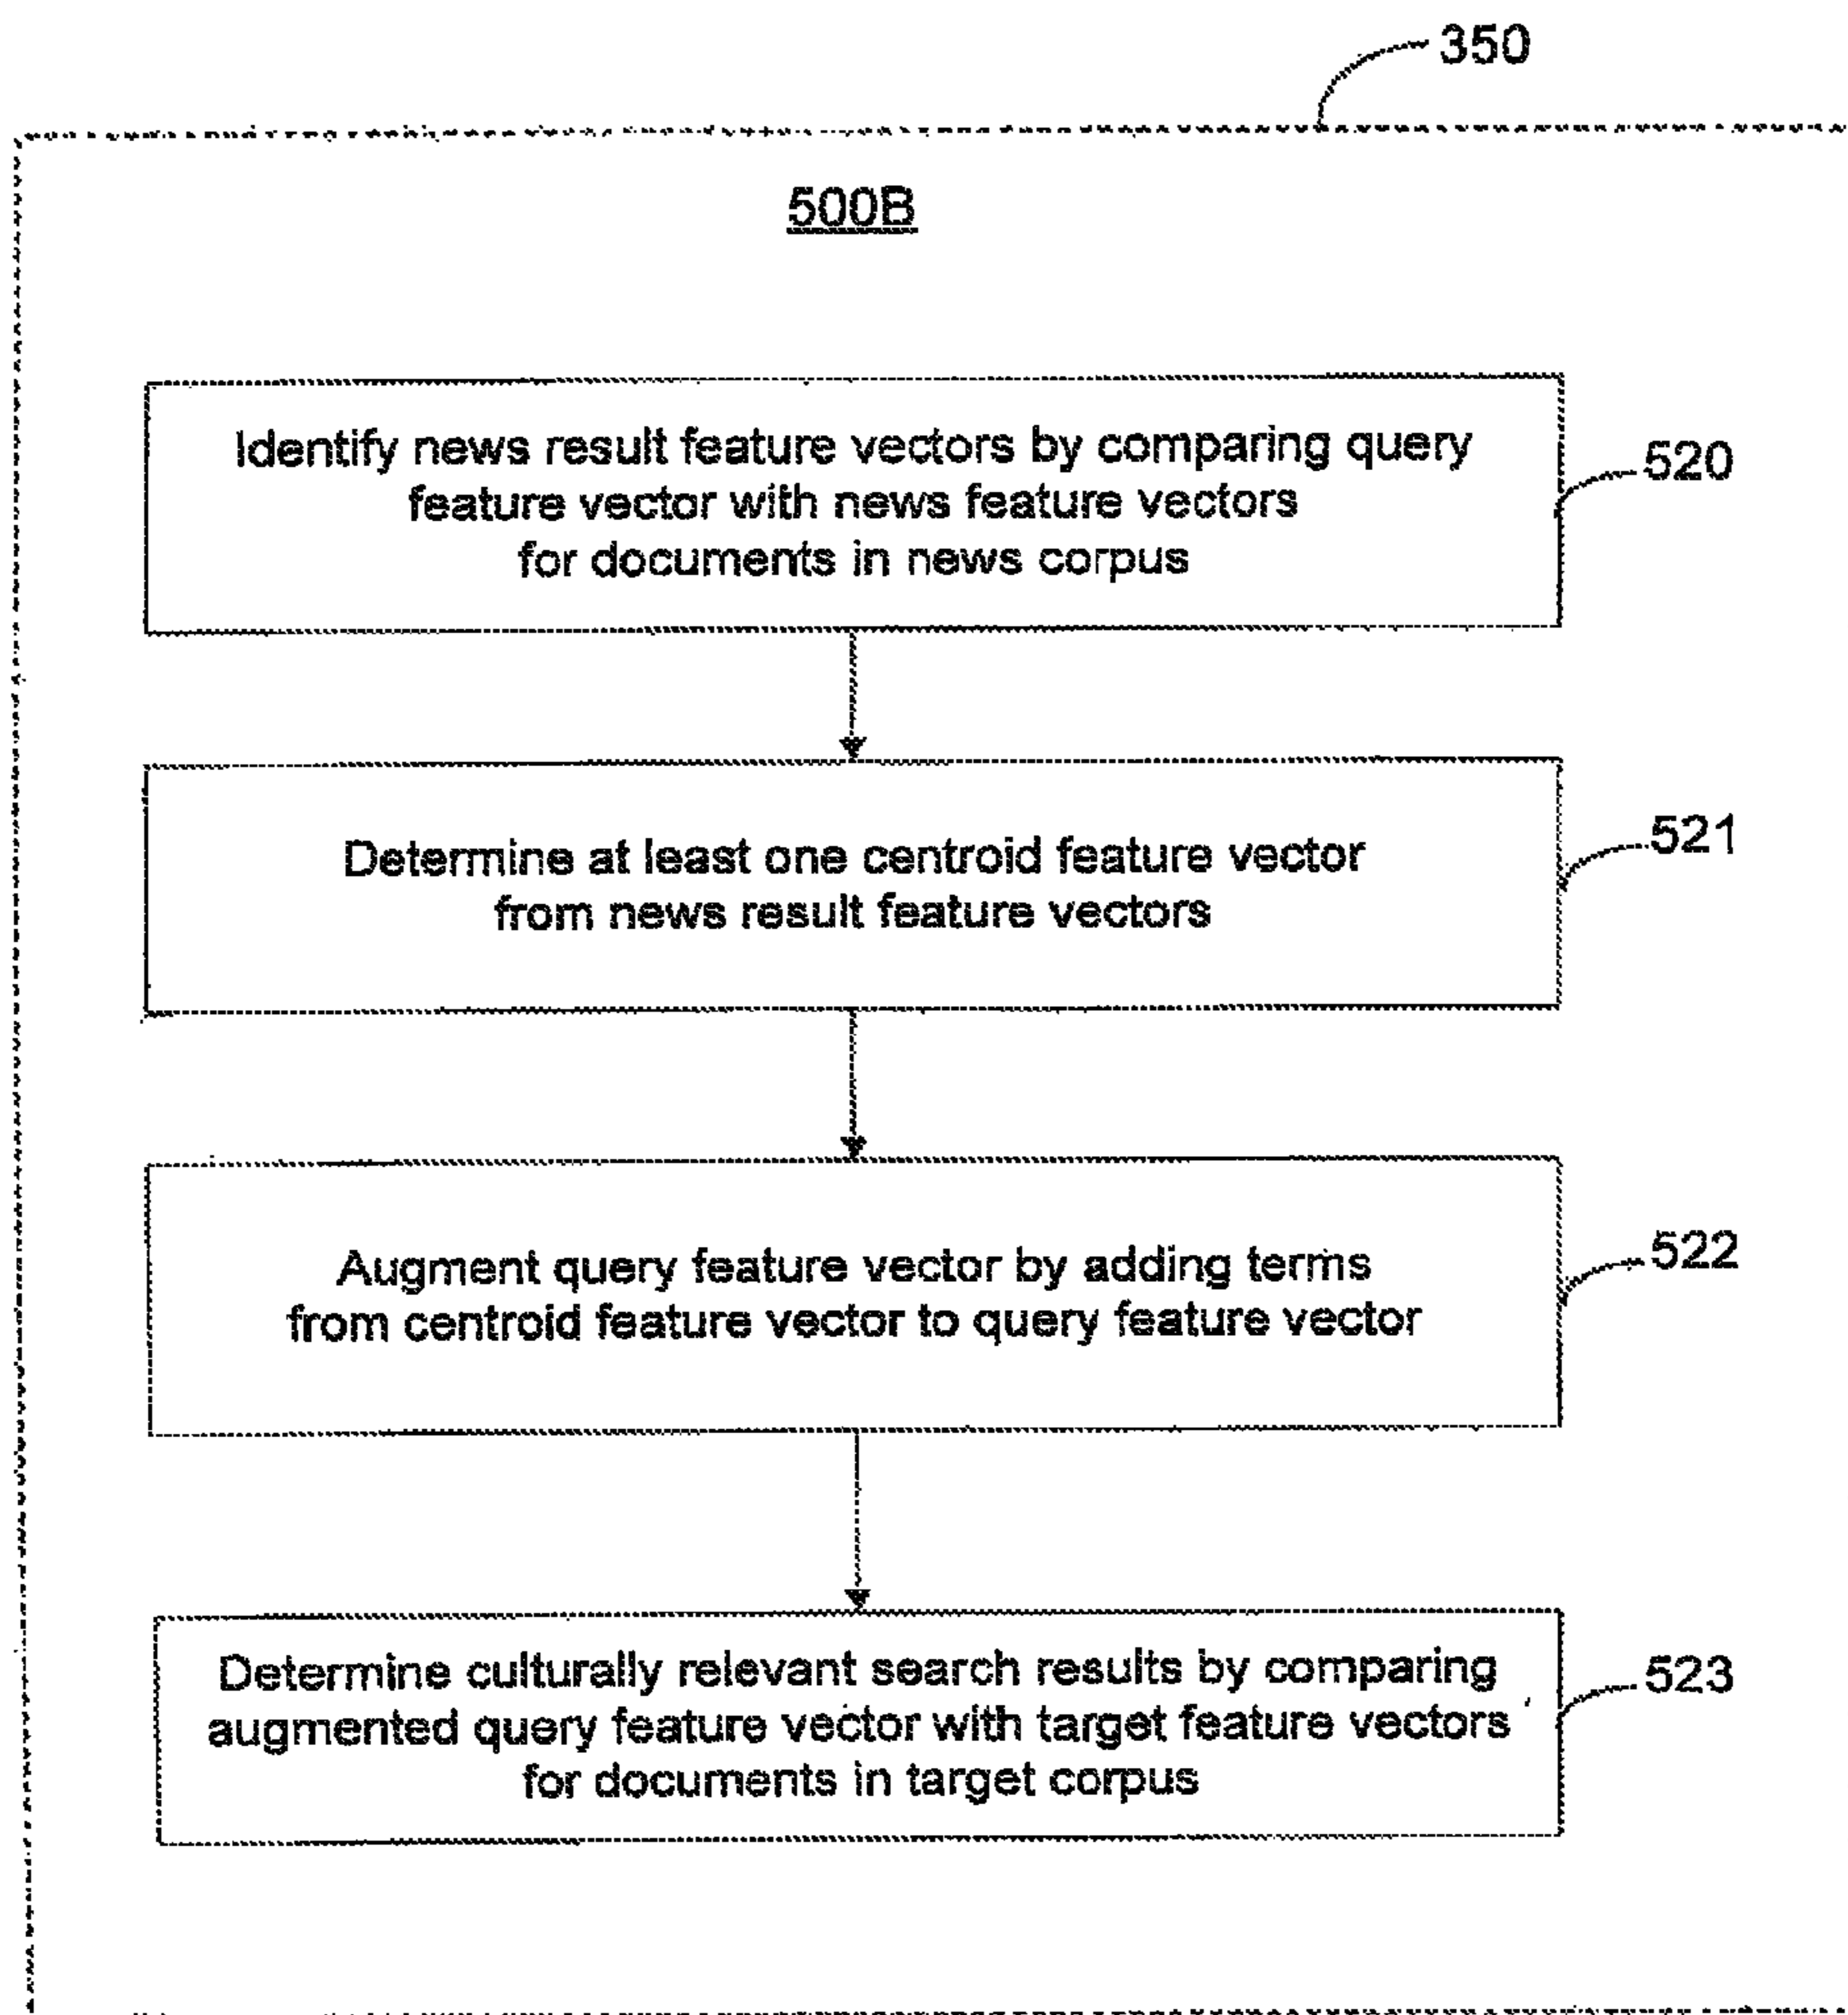 350
500B
Identify news result feature vectors by comparing query
feature vector with news feature vectors
for documents in news corpus
520
Determine at least one centroid feature vector
from news result feature vectors
521
Augment query feature vector by adding terms
from centroid feature vector to query feature vector
522
Determine culturally relevant search results by comparing
augmented query feature vector with target feature vectors
for documents in target corpus
523